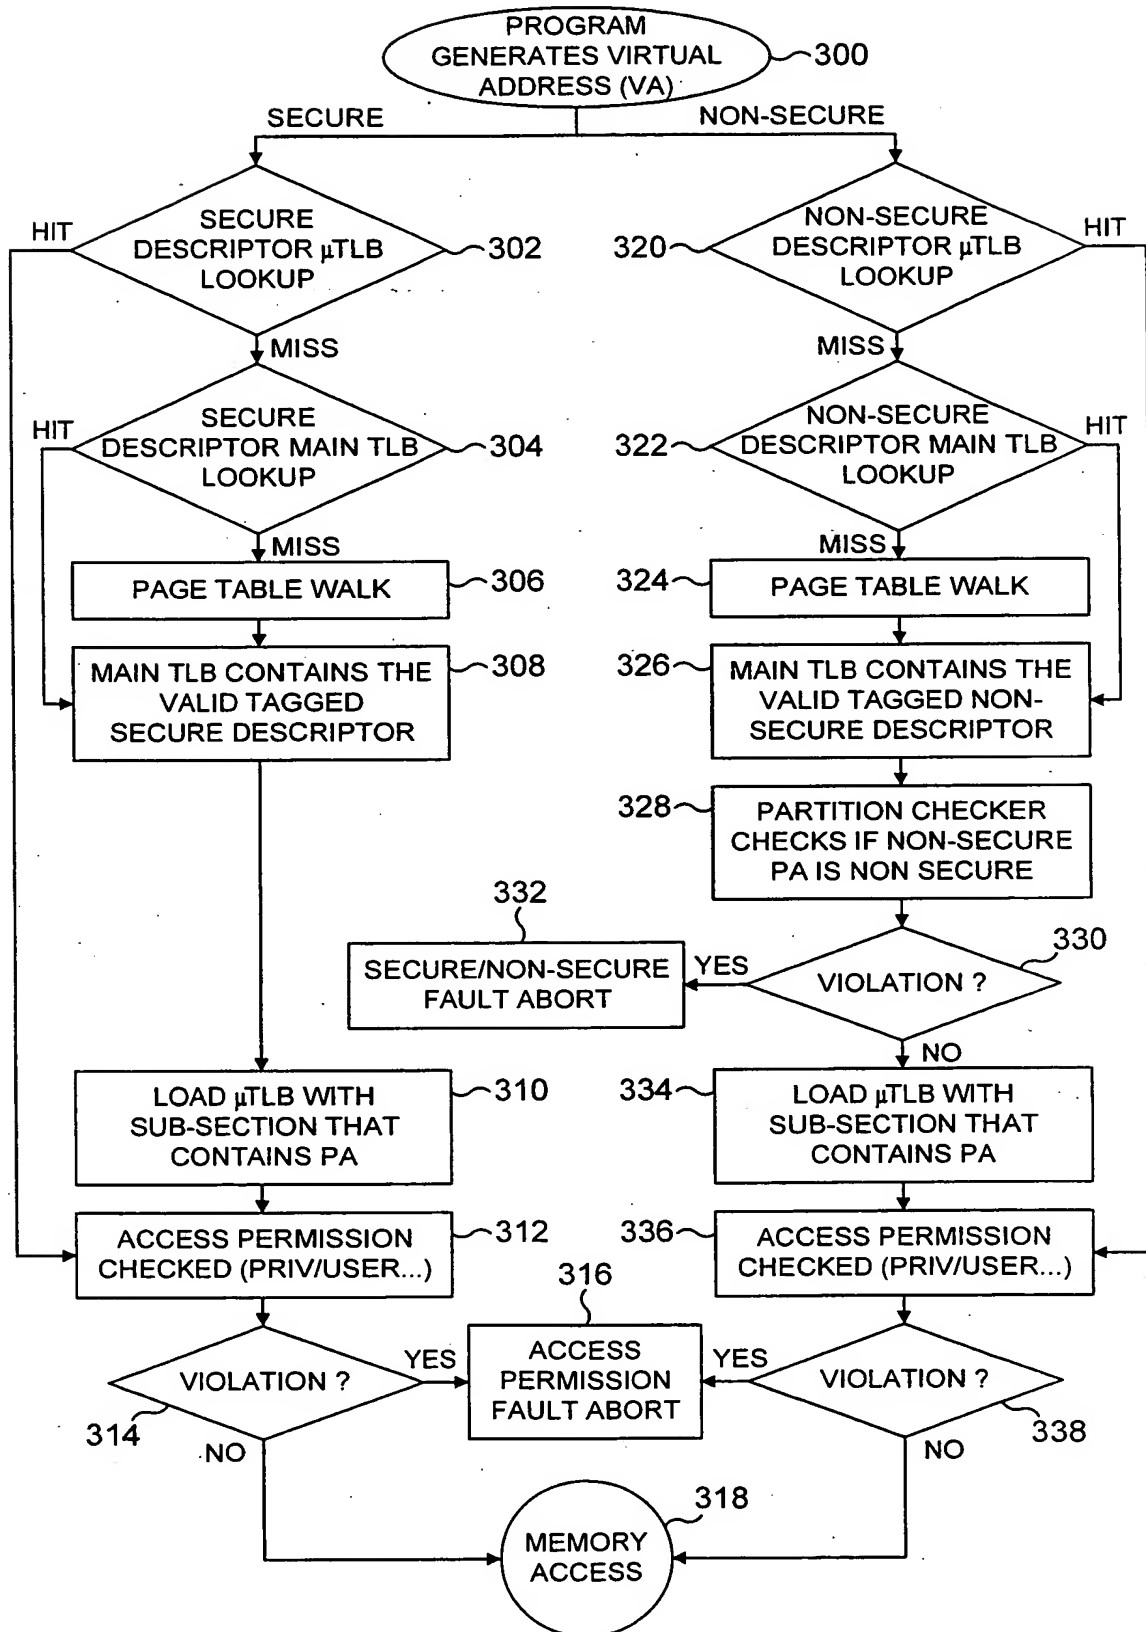 PROGRAM
GENERATES VIRTUAL
ADDRESS (VA)
300
SECURE
NON-SECURE
HIT
SECURE
DESCRIPTOR µTLB
LOOKUP
302
320
NON-SECURE
DESCRIPTOR µTLB
LOOKUP
HIT
MISS
MISS
HIT
SECURE
DESCRIPTOR MAIN TLB
LOOKUP
304
322
NON-SECURE
DESCRIPTOR MAIN TLB
LOOKUP
HIT
MISS
MISS
PAGE TABLE WALK
306
324
PAGE TABLE WALK
MAIN TLB CONTAINS THE
VALID TAGGED
SECURE DESCRIPTOR
308
326
MAIN TLB CONTAINS THE
VALID TAGGED NON-
SECURE DESCRIPTOR
328
PARTITION CHECKER
CHECKS IF NON-SECURE
PA IS NON SECURE
332
330
SECURE/NON-SECURE
FAULT ABORT
YES
VIOLATION ?
NO
LOAD µTLB WITH
SUB-SECTION THAT
CONTAINS PA
310
334
LOAD µTLB WITH
SUB-SECTION THAT
CONTAINS PA
ACCESS PERMISSION
CHECKED (PRIV/USER...)
312
336
ACCESS PERMISSION
CHECKED (PRIV/USER...)
316
VIOLATION ?
YES
ACCESS
PERMISSION
FAULT ABORT
YES
VIOLATION ?
314
338
NO
NO
318
MEMORY
ACCESS